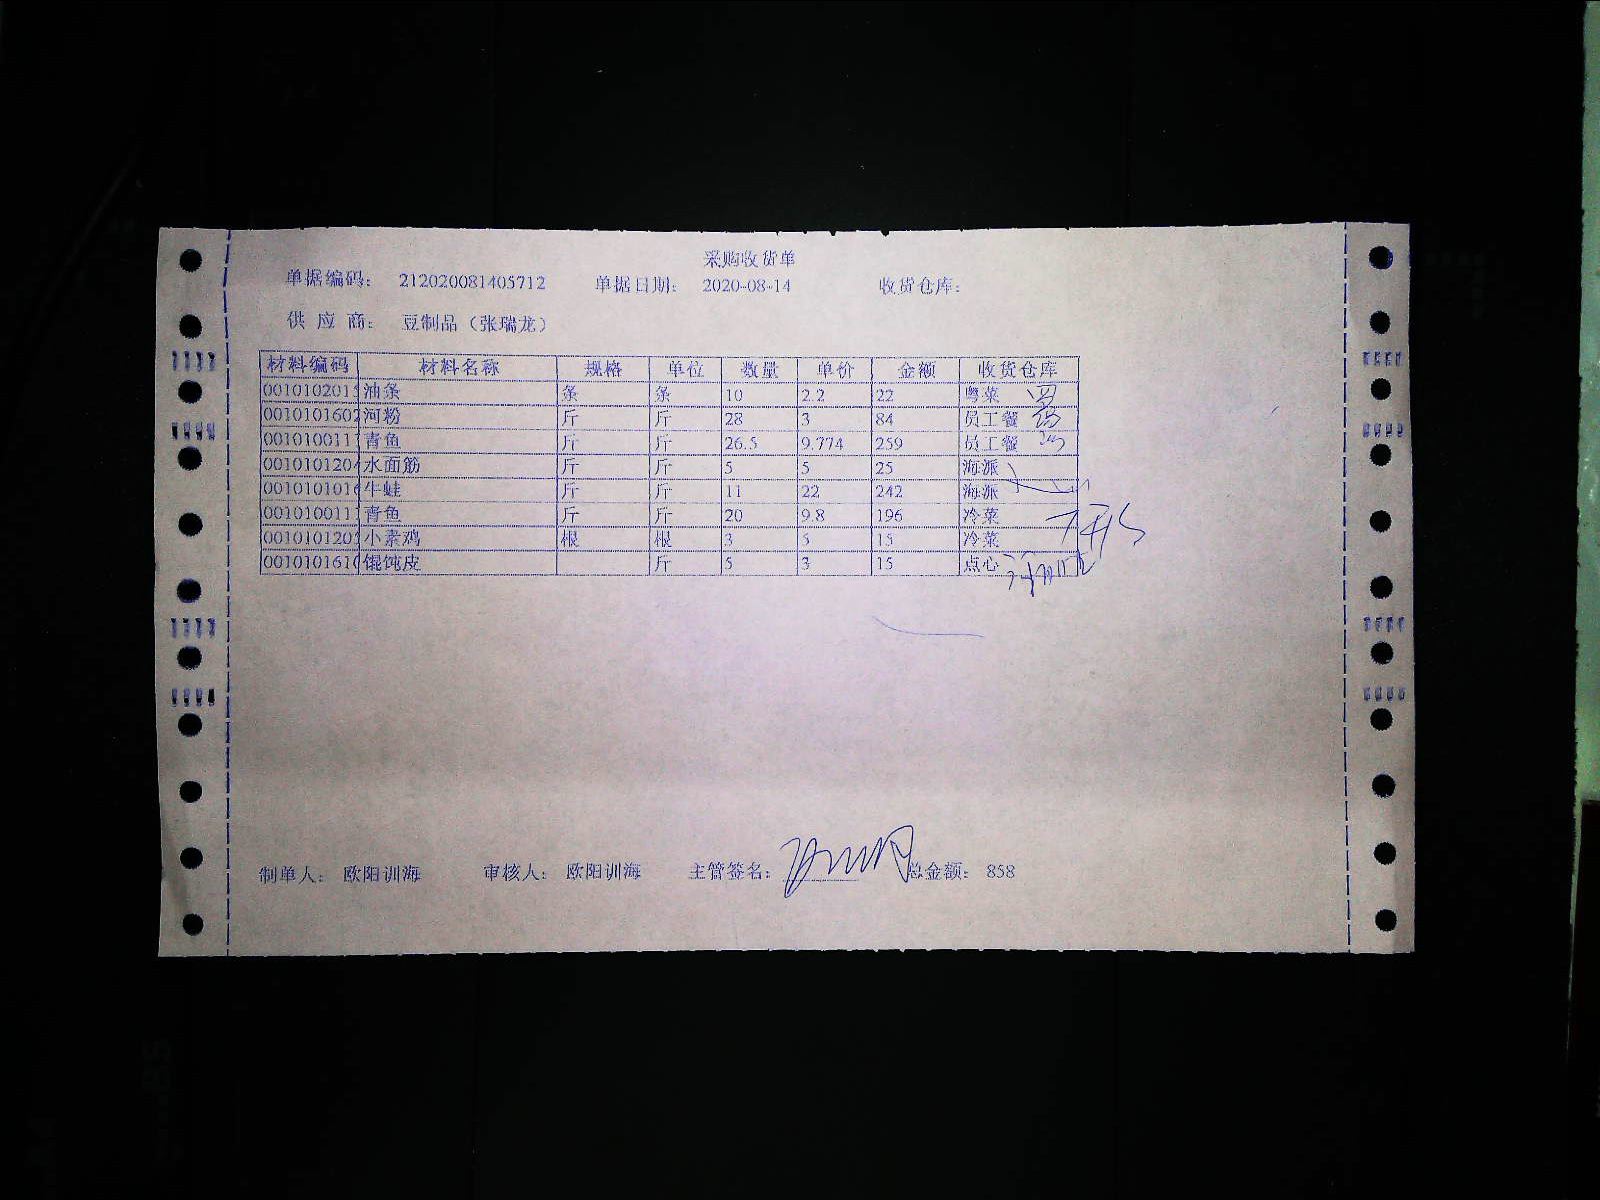 采购收货单
单据编码： 212020081405712 单据日期： 2020-08-14 收货仓库：
供 应 商： 豆制品（张瑞龙）
材料编码 材料名称 规格 单位 数量 单价 金额 收货仓库
0010102015 油条 条 条 10 2.2 22 粤菜
0010101602 河粉 斤 斤 28 3 84 员工餐
001010011 青鱼 斤 斤 26.5 9.774 259 员工餐
001010120 水面筋 斤 斤 5 5 25 海派
0010101016 牛蛙 斤 斤 11 22 242 海派
001010011 青鱼 斤 斤 20 9.8 196 冷菜
0010101205 小素鸡 根 根 3 5 15 冷菜
001010161 馄饨皮 斤 5 3 15 点心
制单人： 欧阳训海 审核人： 欧阳训海 主管签名： 总金额： 858